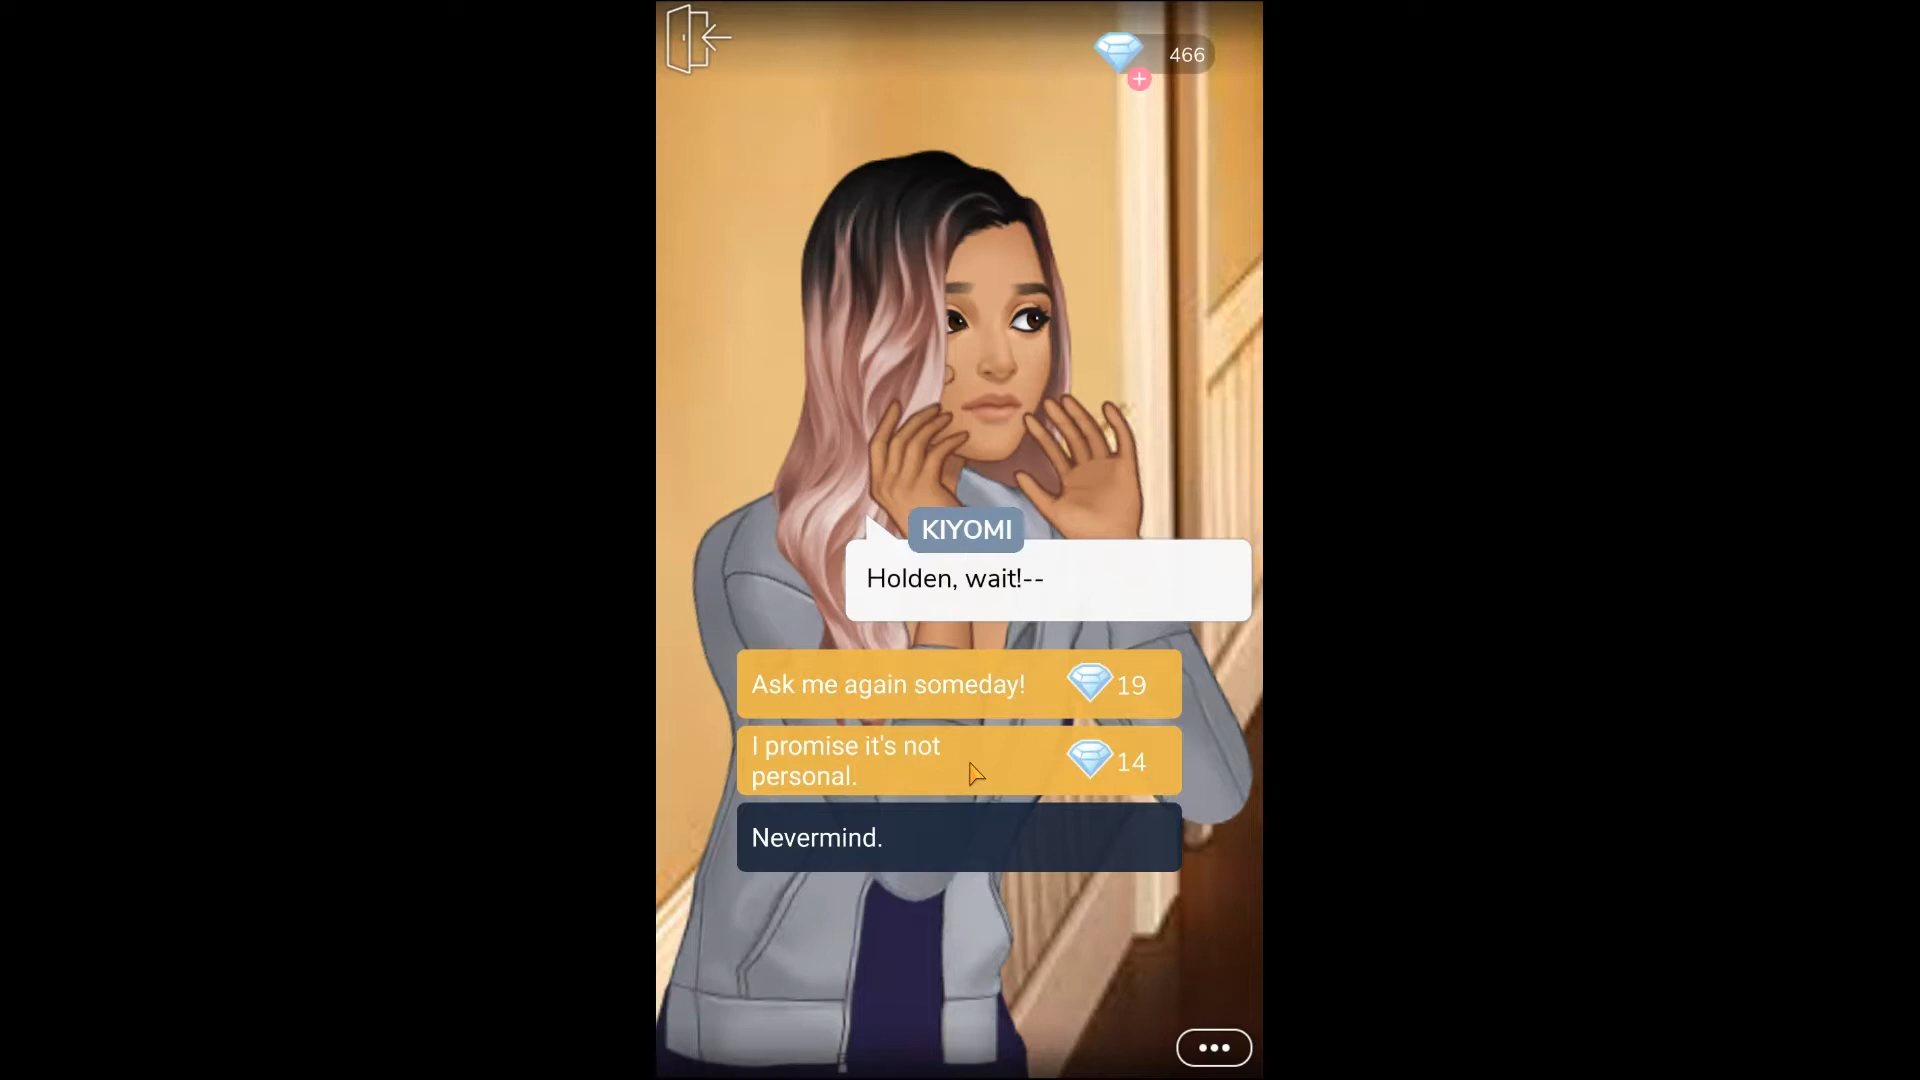 466
KIYOMI
Holden, wait!--
Ask me again someday! 19
I promise it's not
personal. 14
Nevermind.